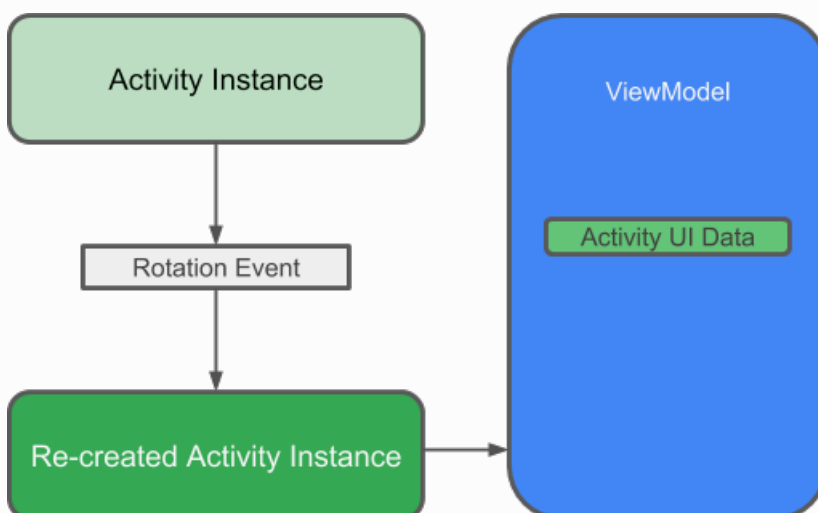 Activity Instance
ViewModel
Activity UI Data
Rotation Event
Re-created Activity Instance